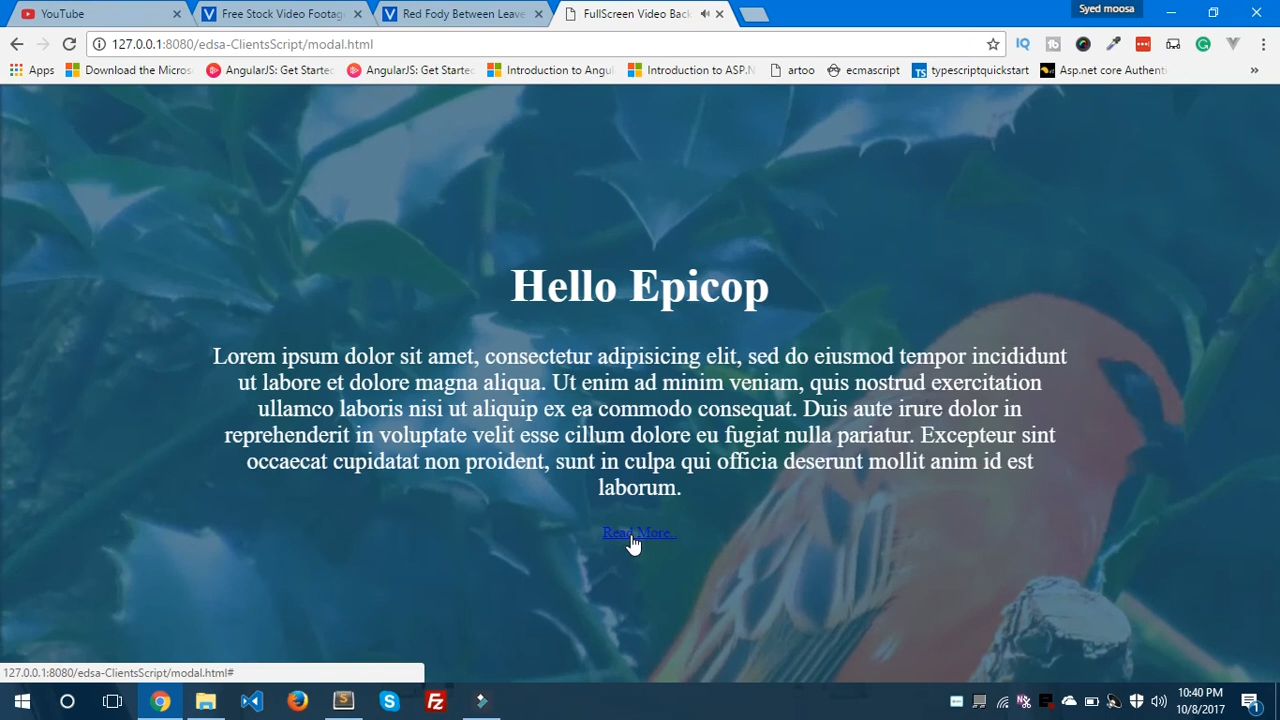 Syed moosa
YouTube
Free Stock Video Footag
Red Fody Between Leave
FullScreen Video Back
127.0.0.1:8080/edsa-ClientsScript/modal.html
Apps
Download the Micros
AngularJS: Get Starte
AngularJS: Get Starte
Introduction to Angul
Introduction to ASP.N
artoo
ecmascript
typescriptquickstart
Asp.net core Authent
Hello Epicop
Lorem ipsum dolor sit amet, consectetur adipisicing elit, sed do eiusmod tempor incididunt
ut labore et dolore magna aliqua. Ut enim ad minim veniam, quis nostrud exercitation
ullamco laboris nisi ut aliquip ex ea commodo consequat. Duis aute irure dolor in
reprehenderit in voluptate velit esse cillum dolore eu fugiat nulla pariatur. Excepteur sint
occaecat cupidatat non proident, sunt in culpa qui officia deserunt mollit anim id est
laborum.
Read More..
127.0.0.1:8080/edsa-ClientsScript/modal.html#
10:40 PM
10/8/2017